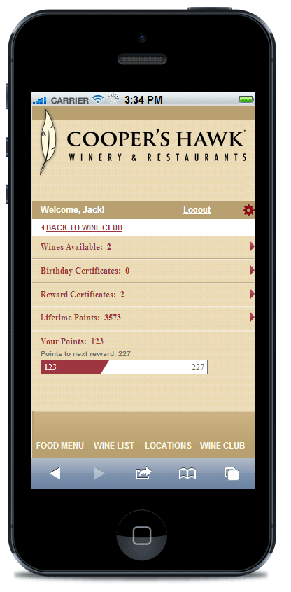 CARRIER 3:34 PM
COOPER'S HAWK®
WINERY & RESTAURANTS
Welcome, Jack! Logout
BACK TO WINE CLUB
Wines Available: 2
Birthday Certificates: 0
Reward Certificates: 2
Lifetime Points: 3573
Your Points: 123
Points to next reward: 227
123 227
FOOD MENU WINE LIST LOCATIONS WINE CLUB